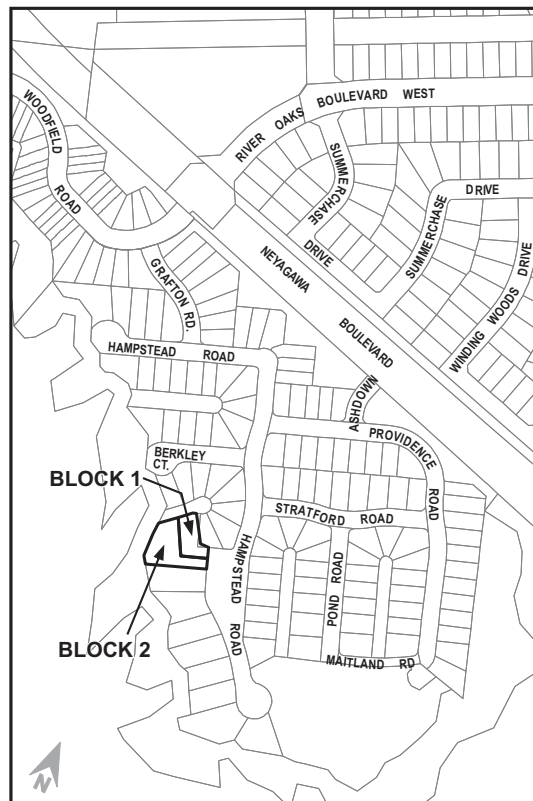 WOODFIELD ROAD
RIVER OAKS BOULEVARD WEST
SUMMERCHASE DRIVE
SUMMERCHASE DRIVE
WINDING WOODS DRIVE
NEYAGAWA BOULEVARD
GRAFTON RD.
HAMPSTEAD ROAD
ASHDOWN
PROVIDENCE ROAD
BERKLEY
CT.
BLOCK 1
STRATFORD ROAD
HAMPSTEAD ROAD
POND ROAD
BLOCK 2
MAITLAND RD
N